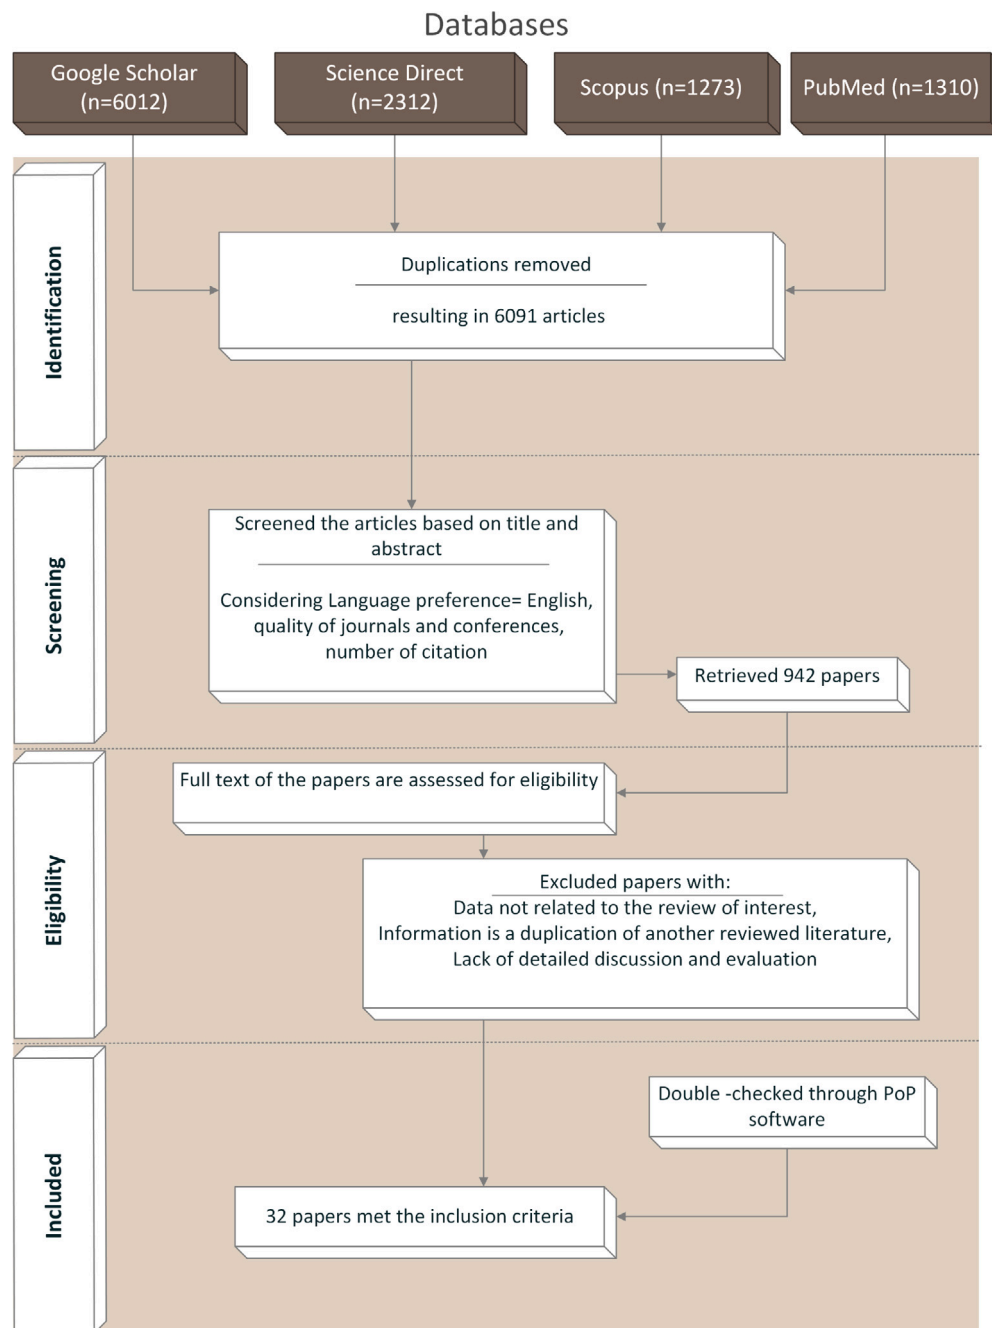 Databases
Google Scholar
(n=6012)
Science Direct
(n=2312)
Scopus (n=1273)
PubMed (n=1310)
Identification
Duplications removed
resulting in 6091 articles
Screening
Screened the articles based on title and
abstract
Considering Language preference= English,
quality of journals and conferences,
number of citation
Retrieved 942 papers
Eligibility
Full text of the papers are assessed for eligibility
Excluded papers with:
Data not related to the review of interest,
Information is a duplication of another reviewed literature,
Lack of detailed discussion and evaluation
Included
Double -checked through PoP
software
32 papers met the inclusion criteria